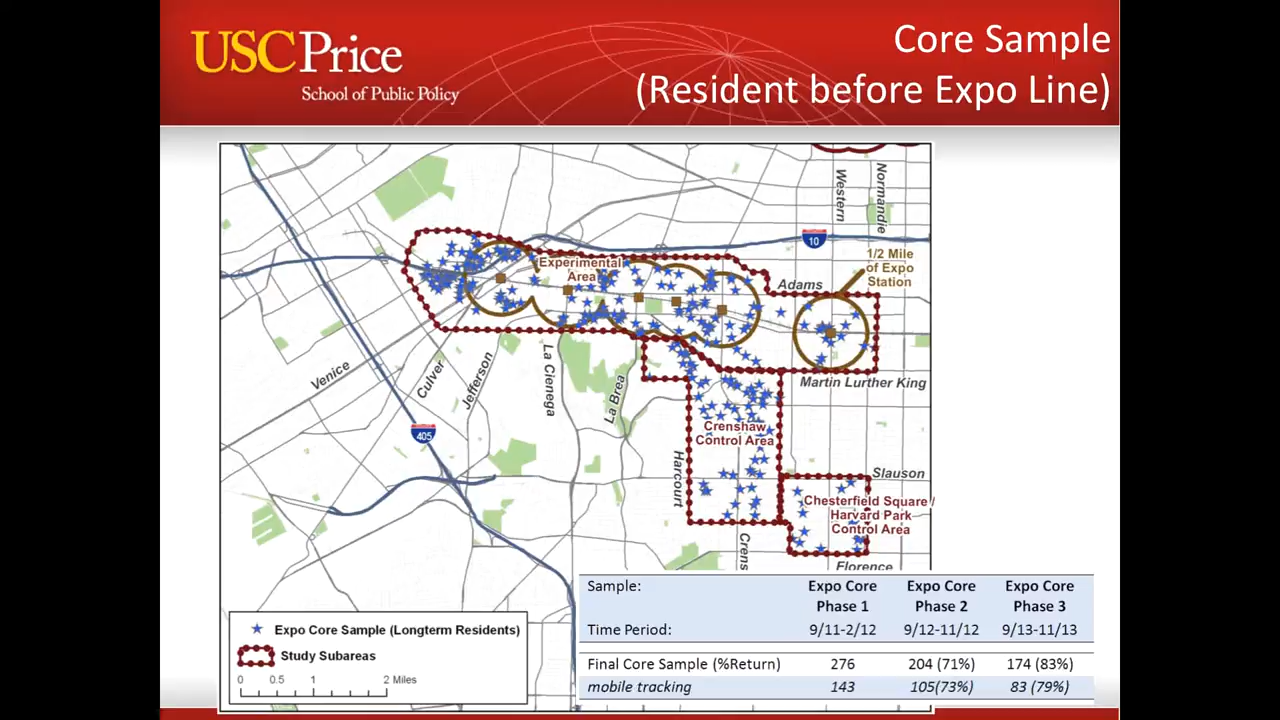 USC Price
School of Public Policy
Core Sample
(Resident before Expo Line)
Western
Normandie
10
1/2 Mile
of Expo
Station
Experimental
Area
Adams
Venice
Culver
Jefferson
La Cienega
La Brea
Martin Lurther King
405
Crenshaw
Control Area
Harcourt
Slauson
Chesterfield Square /
Harvard Park
Control Area
Crens
Florence
Expo Core Sample (Longterm Residents)
Study Subareas
0 0.5 1 2 Miles
Sample: Expo Core Expo Core Expo Core
Phase 1 Phase 2 Phase 3
Time Period: 9/11-2/12 9/12-11/12 9/13-11/13
Final Core Sample (%Return) 276 204 (71%) 174 (83%)
mobile tracking 143 105(73%) 83 (79%)